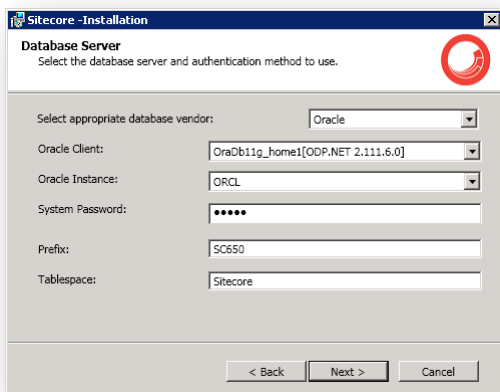 Sitecore -Installation
Database Server
Select the database server and authentication method to use.
Select appropriate database vendor: Oracle
Oracle Client: OraDb11g_home1[ODP.NET 2.111.6.0]
Oracle Instance: ORCL
System Password: •••••
Prefix: SC650
Tablespace: Sitecore
< Back Next > Cancel